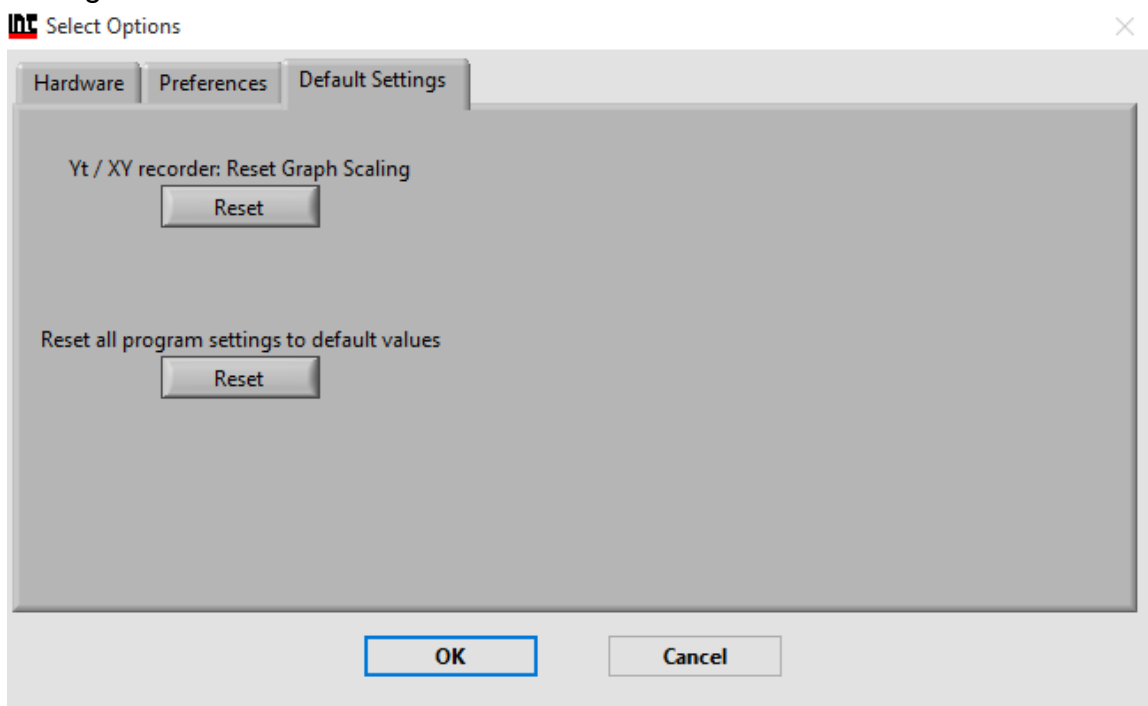 INT Select Options
Hardware Preferences Default Settings
Yt / XY recorder: Reset Graph Scaling
Reset
Reset all program settings to default values
Reset
OK Cancel